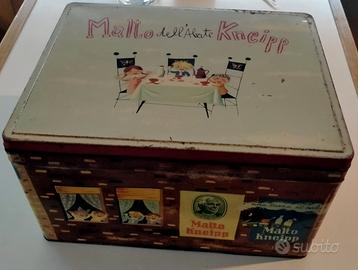 Malto dell'Abate Kneipp
Malto
Kneipp
Malto
Kneipp
subito